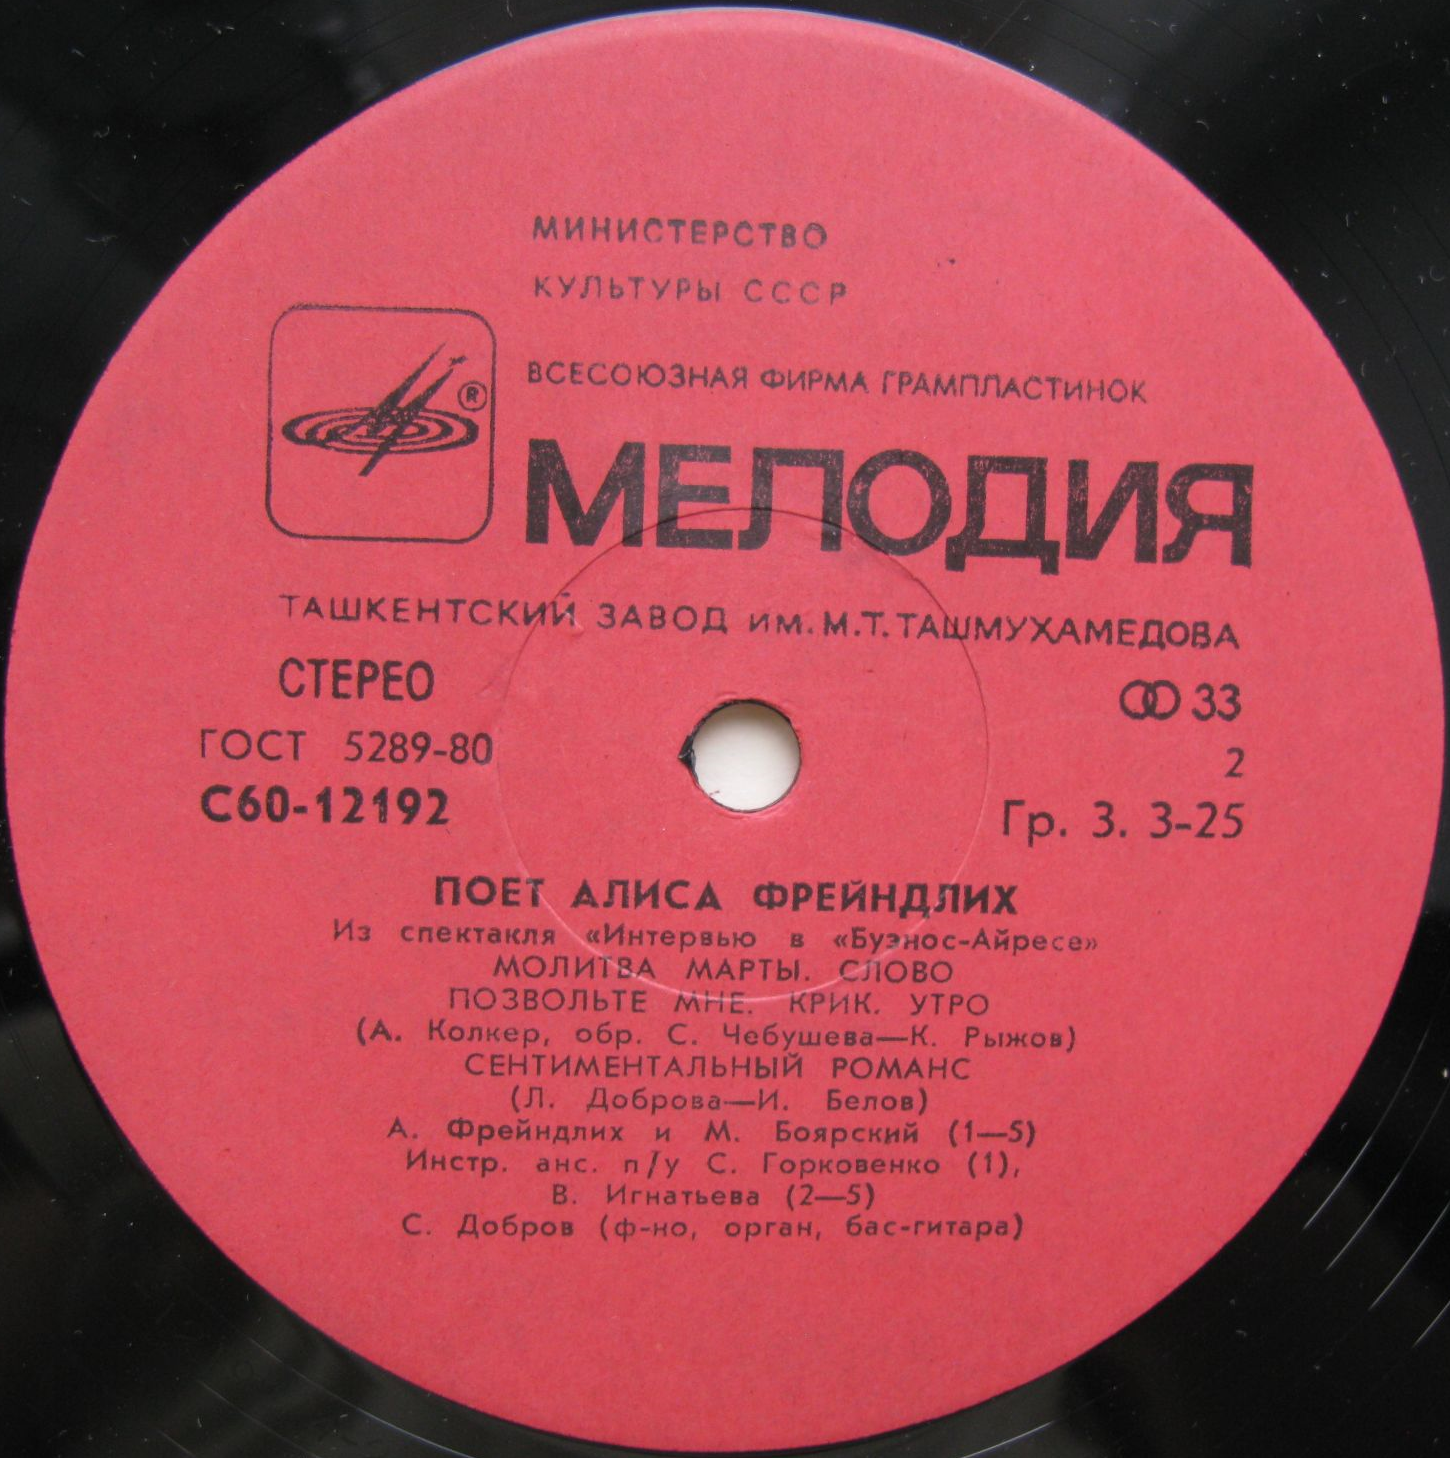 МИНИСТЕРСТВО
КУЛЬТУРЫ СССР
ВСЕСОЮЗНАЯ ФИРМА ГРАМПЛАСТИНОК
®
МЕЛОДИЯ
ТАШКЕНТСКИЙ ЗАВОД ИМ. М.Т. ТАШМУХАМЕДОВА
СТЕРЕО
33
ГОСТ 5289-80
2
С60-12192
Гр. 3. 3-25
ПОЕТ АЛИСА ФРЕЙНДЛИХ
Из спектакля «Интервью в «Буэнос-Айресе»
МОЛИТВА МАРТЫ. СЛОВО
ПОЗВОЛЬТЕ МНЕ. КРИК. УТРО
(А. Колкер, обр. С. Чебушева—К. Рыжов)
СЕНТИМЕНТАЛЬНЫЙ РОМАНС
(Л. Доброва—И. Белов)
А. Фрейндлих и М. Боярский (1—5)
Инстр. анс. п/у С. Горковенко (1),
В. Игнатьева (2—5)
С. Добров (ф-но, орган, бас-гитара)